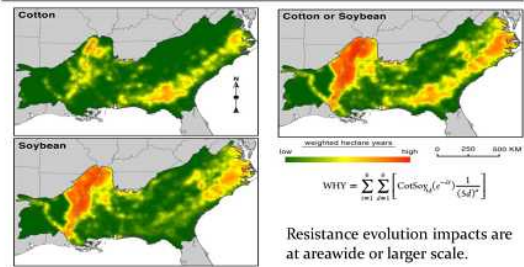 Cotton
N
Soybean
Cotton or Soybean
weighted hectare years
low
high
0 250 500 KM
Resistance evolution impacts are
at areawide or larger scale.